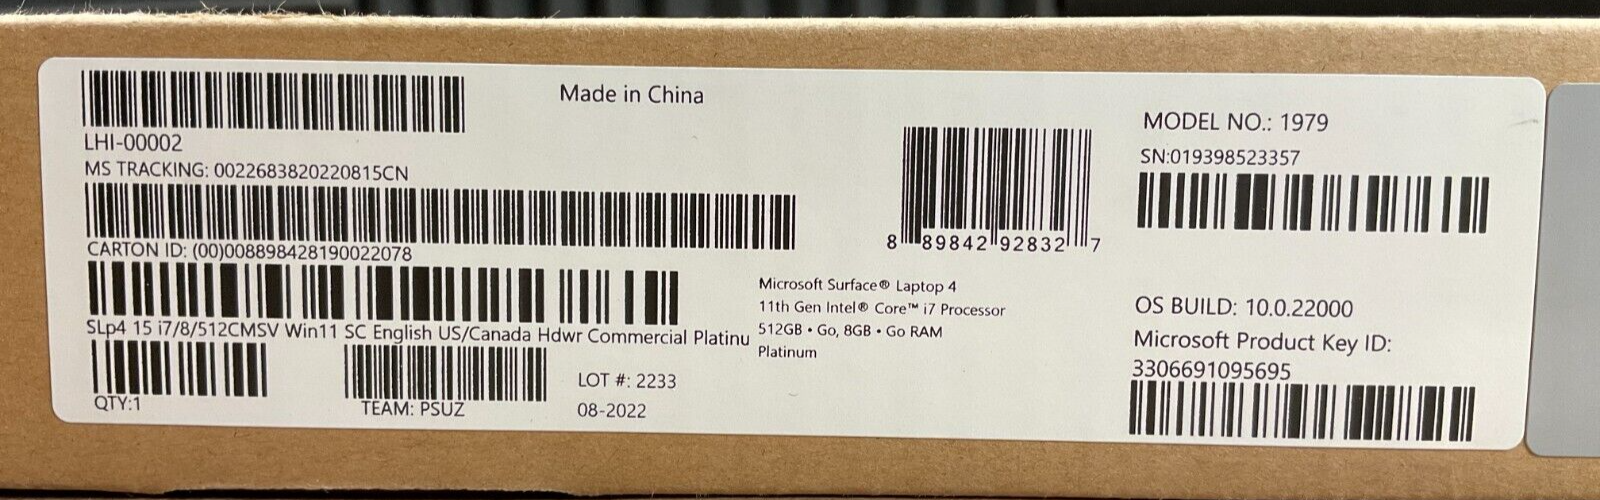 Made in China
LHI-00002
MS TRACKING: 0022683820220815CN
CARTON ID: (00)008898428190022078
SLp4 15 i7/8/512CMSV Win11 SC English US/Canada Hdwr Commercial Platinu
QTY:1
TEAM: PSUZ
LOT #: 2233
08-2022
8 89842 92832 7
Microsoft Surface® Laptop 4
11th Gen Intel® Core™ i7 Processor
512GB • Go, 8GB • Go RAM
Platinum
MODEL NO.: 1979
SN:019398523357
OS BUILD: 10.0.22000
Microsoft Product Key ID:
3306691095695